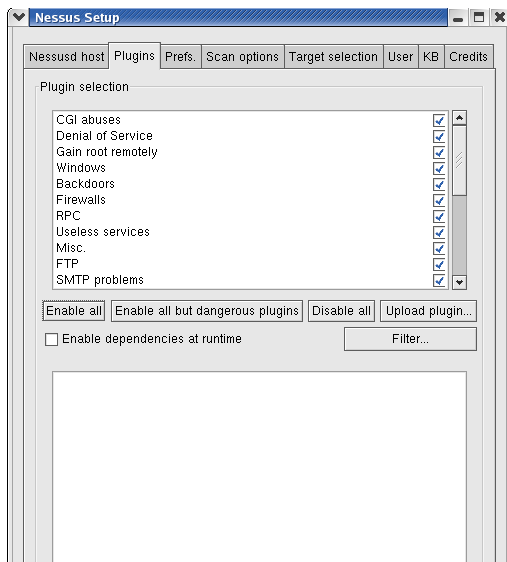 Nessus Setup
Nessusd host Plugins Prefs. Scan options Target selection User KB Credits
Plugin selection
CGI abuses
Denial of Service
Gain root remotely
Windows
Backdoors
Firewalls
RPC
Useless services
Misc.
FTP
SMTP problems
Enable all Enable all but dangerous plugins Disable all Upload plugin...
Enable dependencies at runtime Filter...